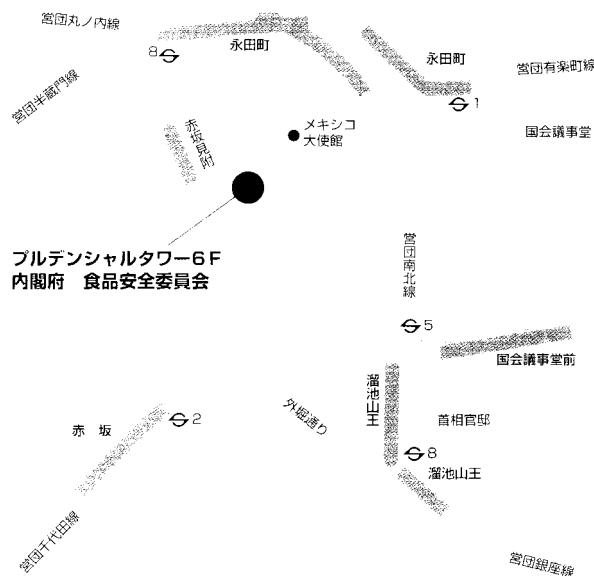 営団丸ノ内線
8
永田町
永田町
営団有楽町線
1
営団半蔵門線
赤坂見附
メキシコ
大使館
国会議事堂
プルデンシャルタワー6F
内閣府 食品安全委員会
営団南北線
5
国会議事堂前
溜池山王
外堀通り
赤 坂
2
首相官邸
8
溜池山王
営団千代田線
営団銀座線